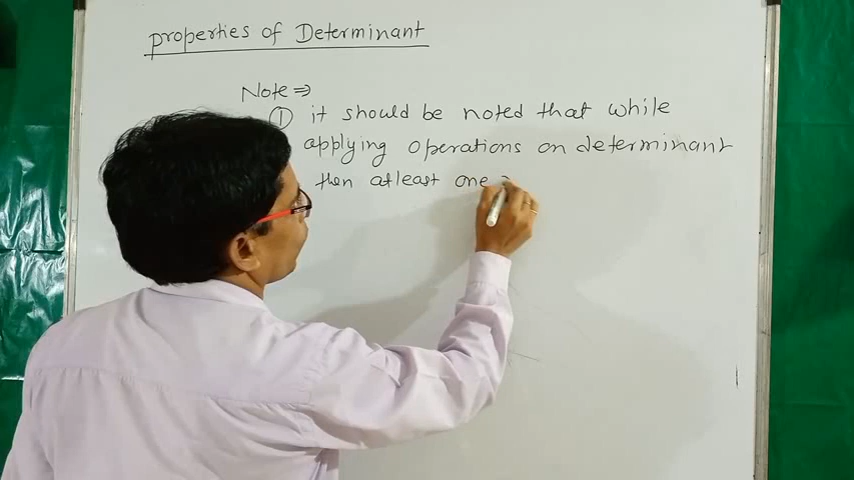 properties of Determinant
Note ⇒
① it should be noted that while
applying operations on determinant
then atleast one